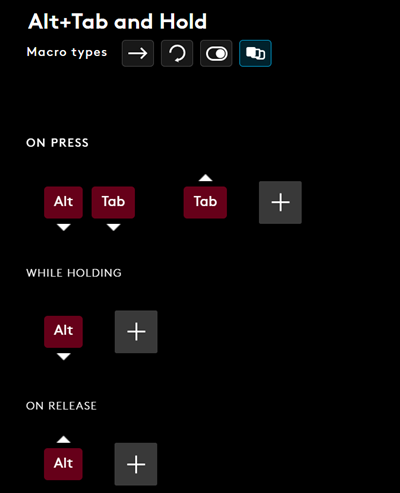 Alt+Tab and Hold
Macro types
ON PRESS
Alt Tab Tab
WHILE HOLDING
Alt
ON RELEASE
Alt